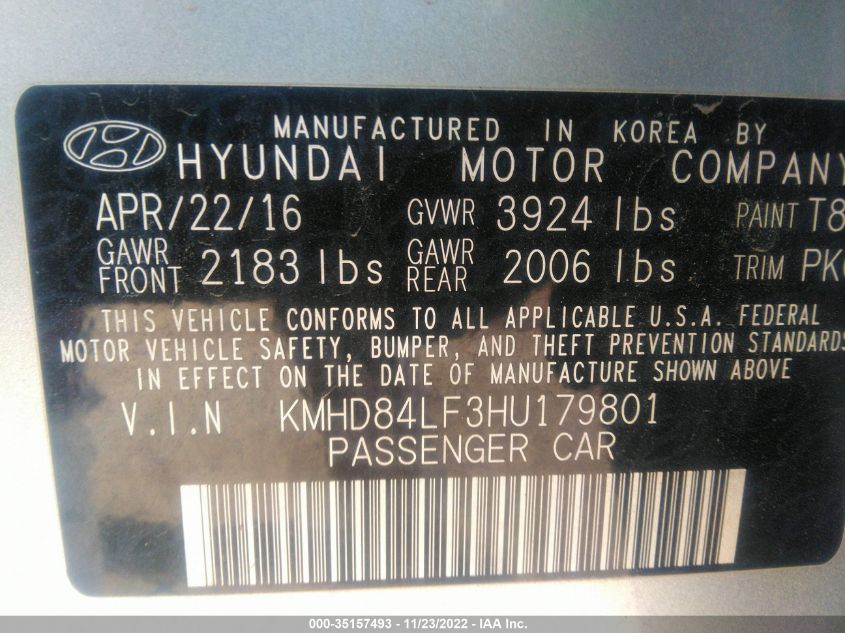 MANUFACTURED IN KOREA BY
HYUNDAI MOTOR COMPANY
APR/22/16 GVWR 3924 lbs PAINT T8
GAWR FRONT 2183 lbs GAWR REAR 2006 lbs TRIM PK
THIS VEHICLE CONFORMS TO ALL APPLICABLE U.S.A. FEDERAL
MOTOR VEHICLE SAFETY, BUMPER, AND THEFT PREVENTION STANDARDS
IN EFFECT ON THE DATE OF MANUFACTURE SHOWN ABOVE
V.I.N KMHD84LF3HU179801
PASSENGER CAR
000-35157493 - 11/23/2022 - IAA Inc.